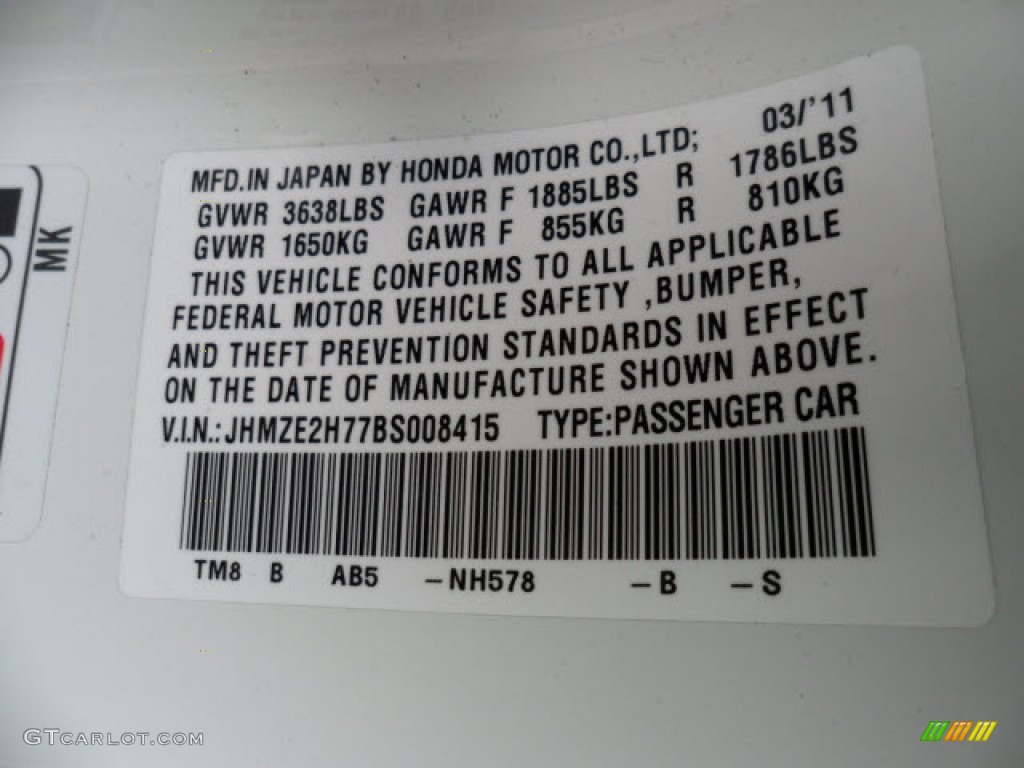 MFD.IN JAPAN BY HONDA MOTOR CO.,LTD; 03/'11
GVWR 3638LBS GAWR F 1885LBS R 1786LBS
GVWR 1650KG GAWR F 855KG R 810KG
THIS VEHICLE CONFORMS TO ALL APPLICABLE
FEDERAL MOTOR VEHICLE SAFETY ,BUMPER,
AND THEFT PREVENTION STANDARDS IN EFFECT
ON THE DATE OF MANUFACTURE SHOWN ABOVE.
V.I.N.: JHMZE2H77BS008415 TYPE:PASSENGER CAR
TM8 B AB5 -NH578 -B -S
MK
GTCARLOT.COM